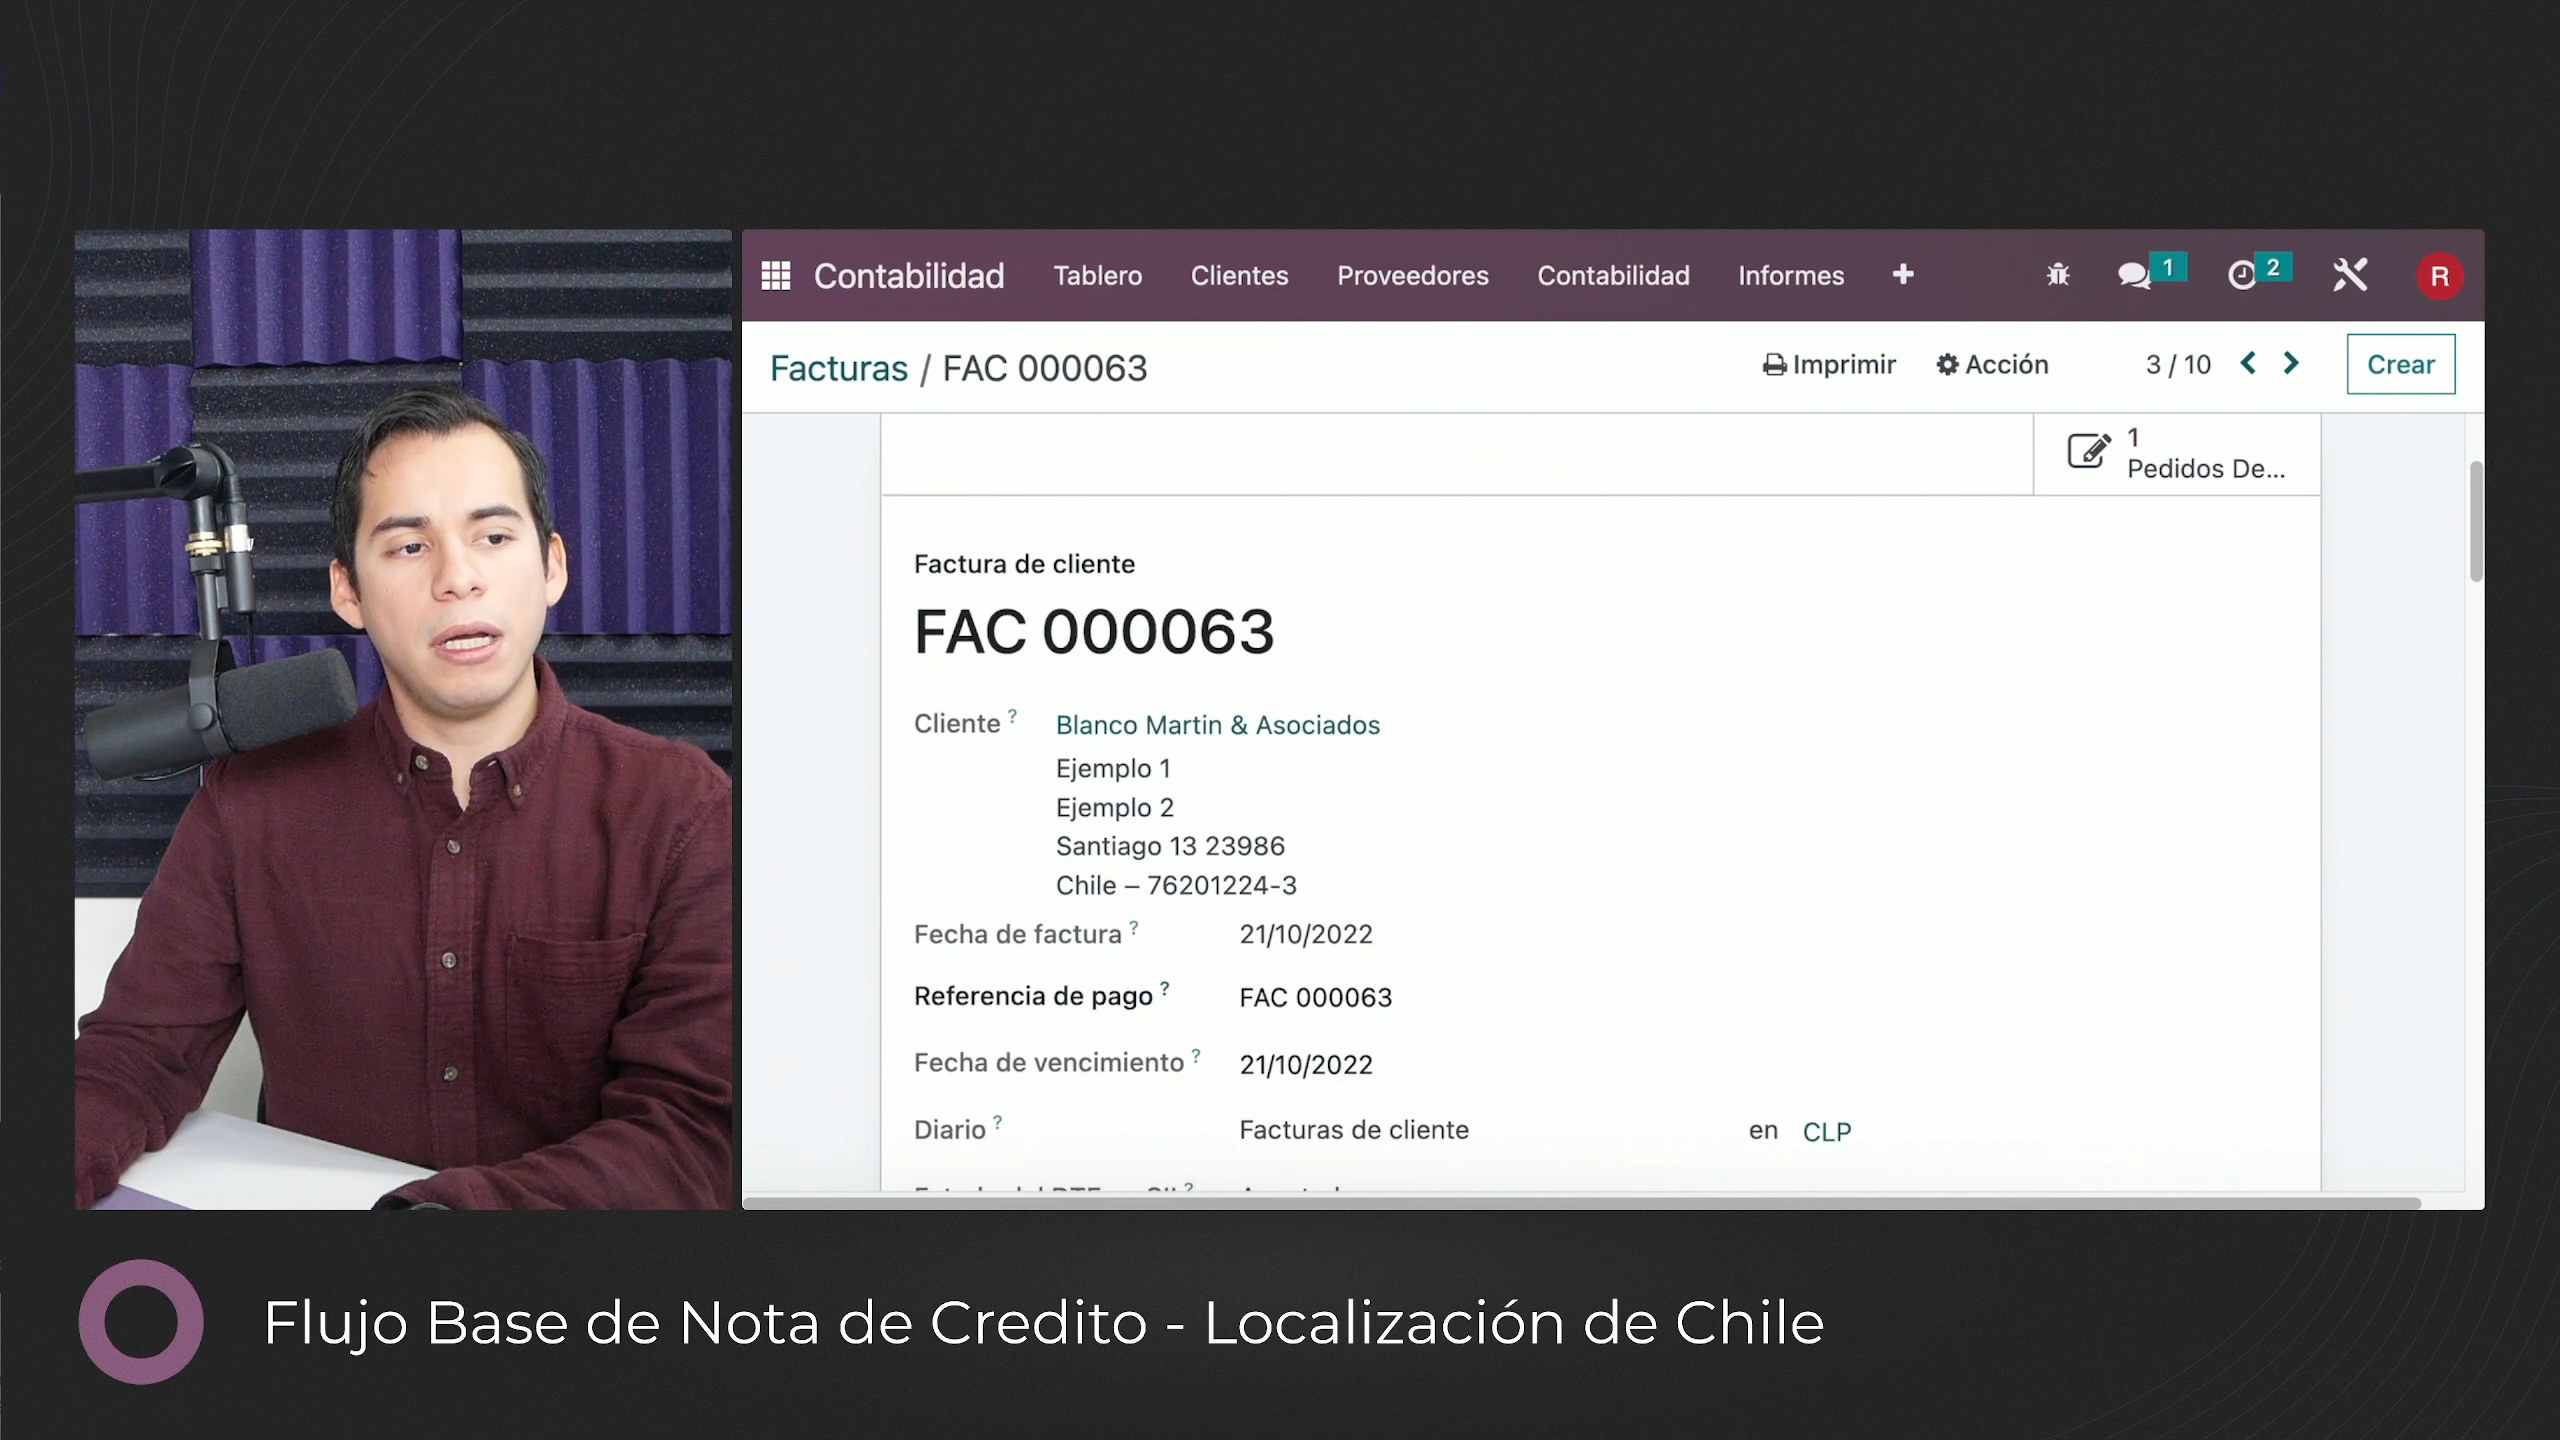 Contabilidad Tablero Clientes Proveedores Contabilidad Informes + 1 2 R
Facturas / FAC 000063 Imprimir Acción 3 / 10 Crear
1
Pedidos De...
Factura de cliente
FAC 000063
Cliente ? Blanco Martin & Asociados
Ejemplo 1
Ejemplo 2
Santiago 13 23986
Chile – 76201224-3
Fecha de factura ? 21/10/2022
Referencia de pago ? FAC 000063
Fecha de vencimiento ? 21/10/2022
Diario ? Facturas de cliente en CLP
Flujo Base de Nota de Credito - Localización de Chile